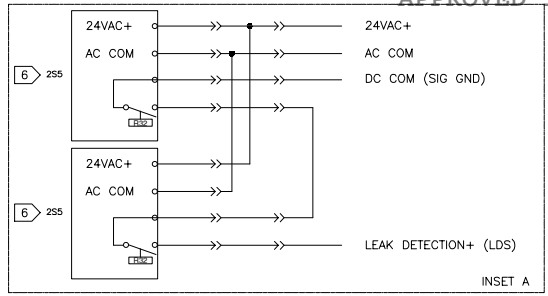 APPROVED
24VAC+ 24VAC+
AC COM AC COM
6 2S5 DC COM (SIG GND)
R32
24VAC+
AC COM
6 2S5
R32 LEAK DETECTION+ (LDS)
INSET A